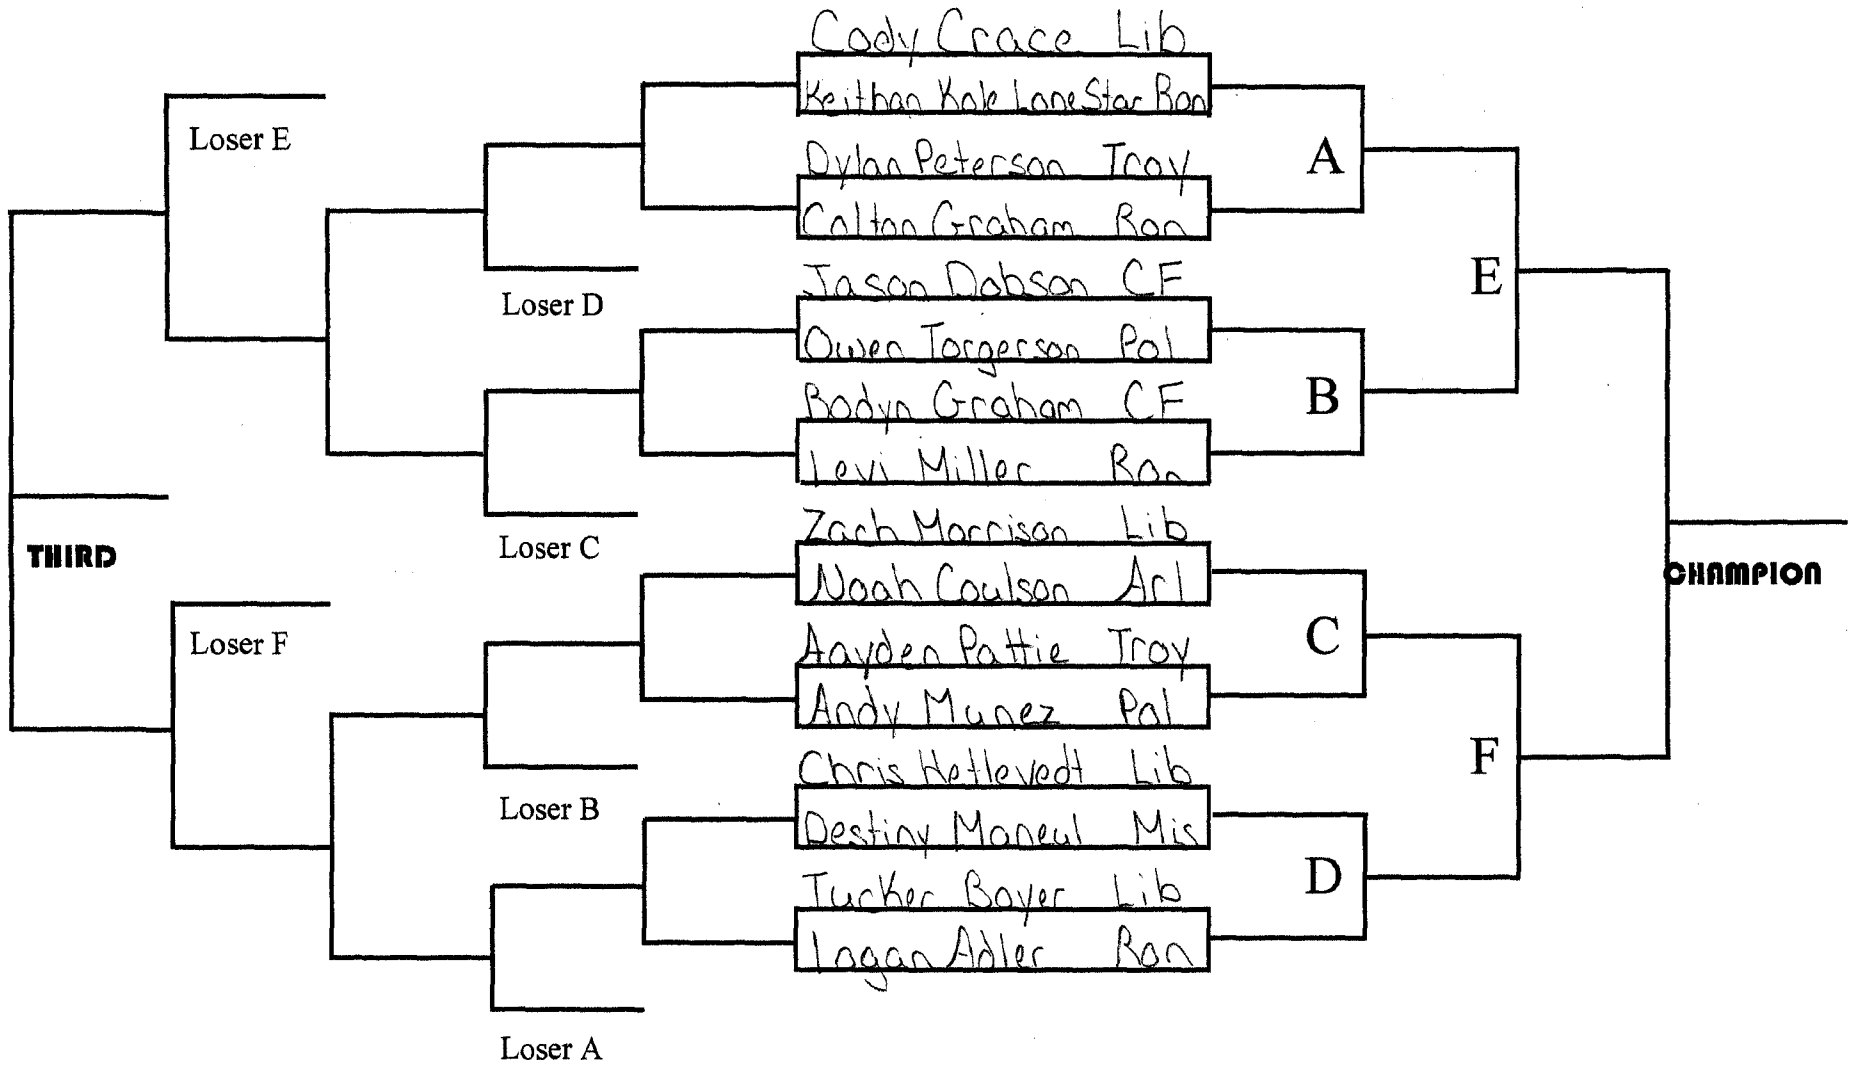 Cody Crace Lib
Keithan Kole LoneStar Ron
Loser E
Dylan Peterson Troy
A
Colton Graham Ron
Jason Dobson CF
E
Loser D
Owen Torgerson Pol
Bodyn Graham CF
B
Levi Miller Ron
Zach Morrison Lib
Loser C
THIRD
Noah Coulson Arl
CHAMPION
Loser F
Aayden Pattie Troy
C
Andy Munez Pol
Chris Hetlevedt Lib
F
Loser B
Destiny Maneul Mis
Tucker Boyer Lib
D
Logan Adler Ron
Loser A